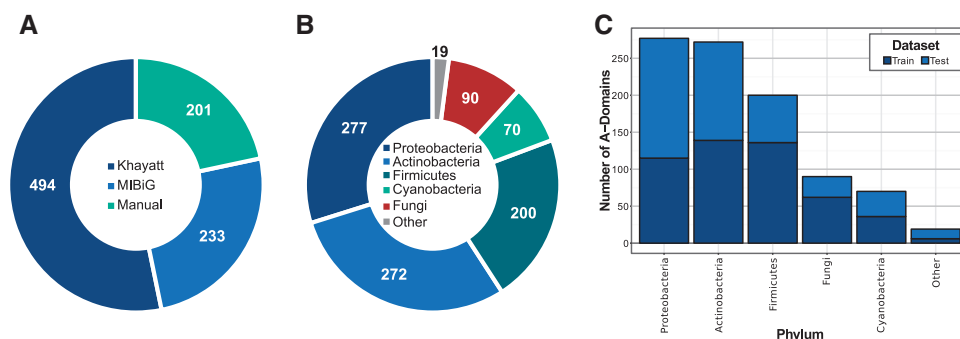 A
494
201
233
Khayatt
MIBiG
Manual
B
19
90
70
277
200
272
Proteobacteria
Actinobacteria
Firmicutes
Cyanobacteria
Fungi
Other
C
Number of A−Domains
250
200
150
100
50
0
Dataset
Train Test
Proteobacteria
Actinobacteria
Firmicutes
Fungi
Cyanobacteria
Other
Phylum